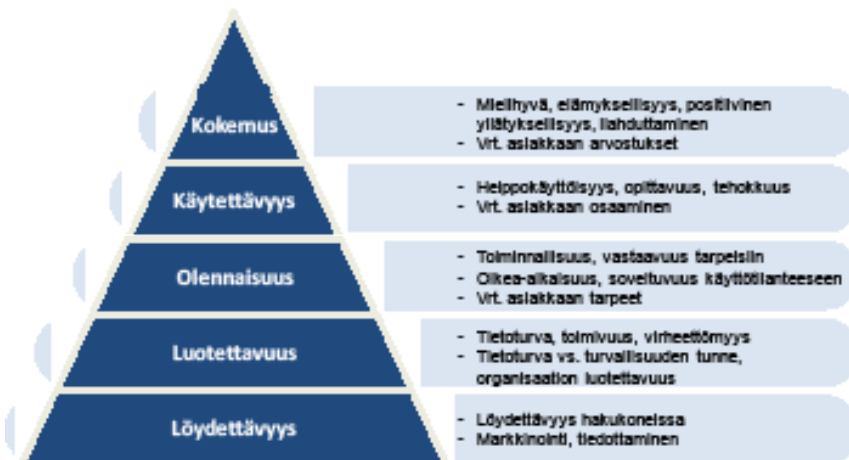 Kokemus
- Mielihyvä, elämyksellisyys, positiivinen
yllätyksellisyys, ilahduttaminen
- Vrt. asiakkaan arvostukset
Käytettävyys
- Helppokäyttöisyys, opittavuus, tehokkuus
- Vrt. asiakkaan osaaminen
Olennaisuus
- Toiminnallisuus, vastaavuus tarpeisiin
- Oikea-aikaisuus, soveltuvuus käyttötilanteeseen
- Vrt. asiakkaan tarpeet
Luotettavuus
- Tietoturva, toimivuus, virheettömyys
- Tietoturva vs. turvallisuuden tunne,
organisaation luotettavuus
Löydettävyys
- Löydettävyys hakukoneissa
- Markkinointi, tiedottaminen